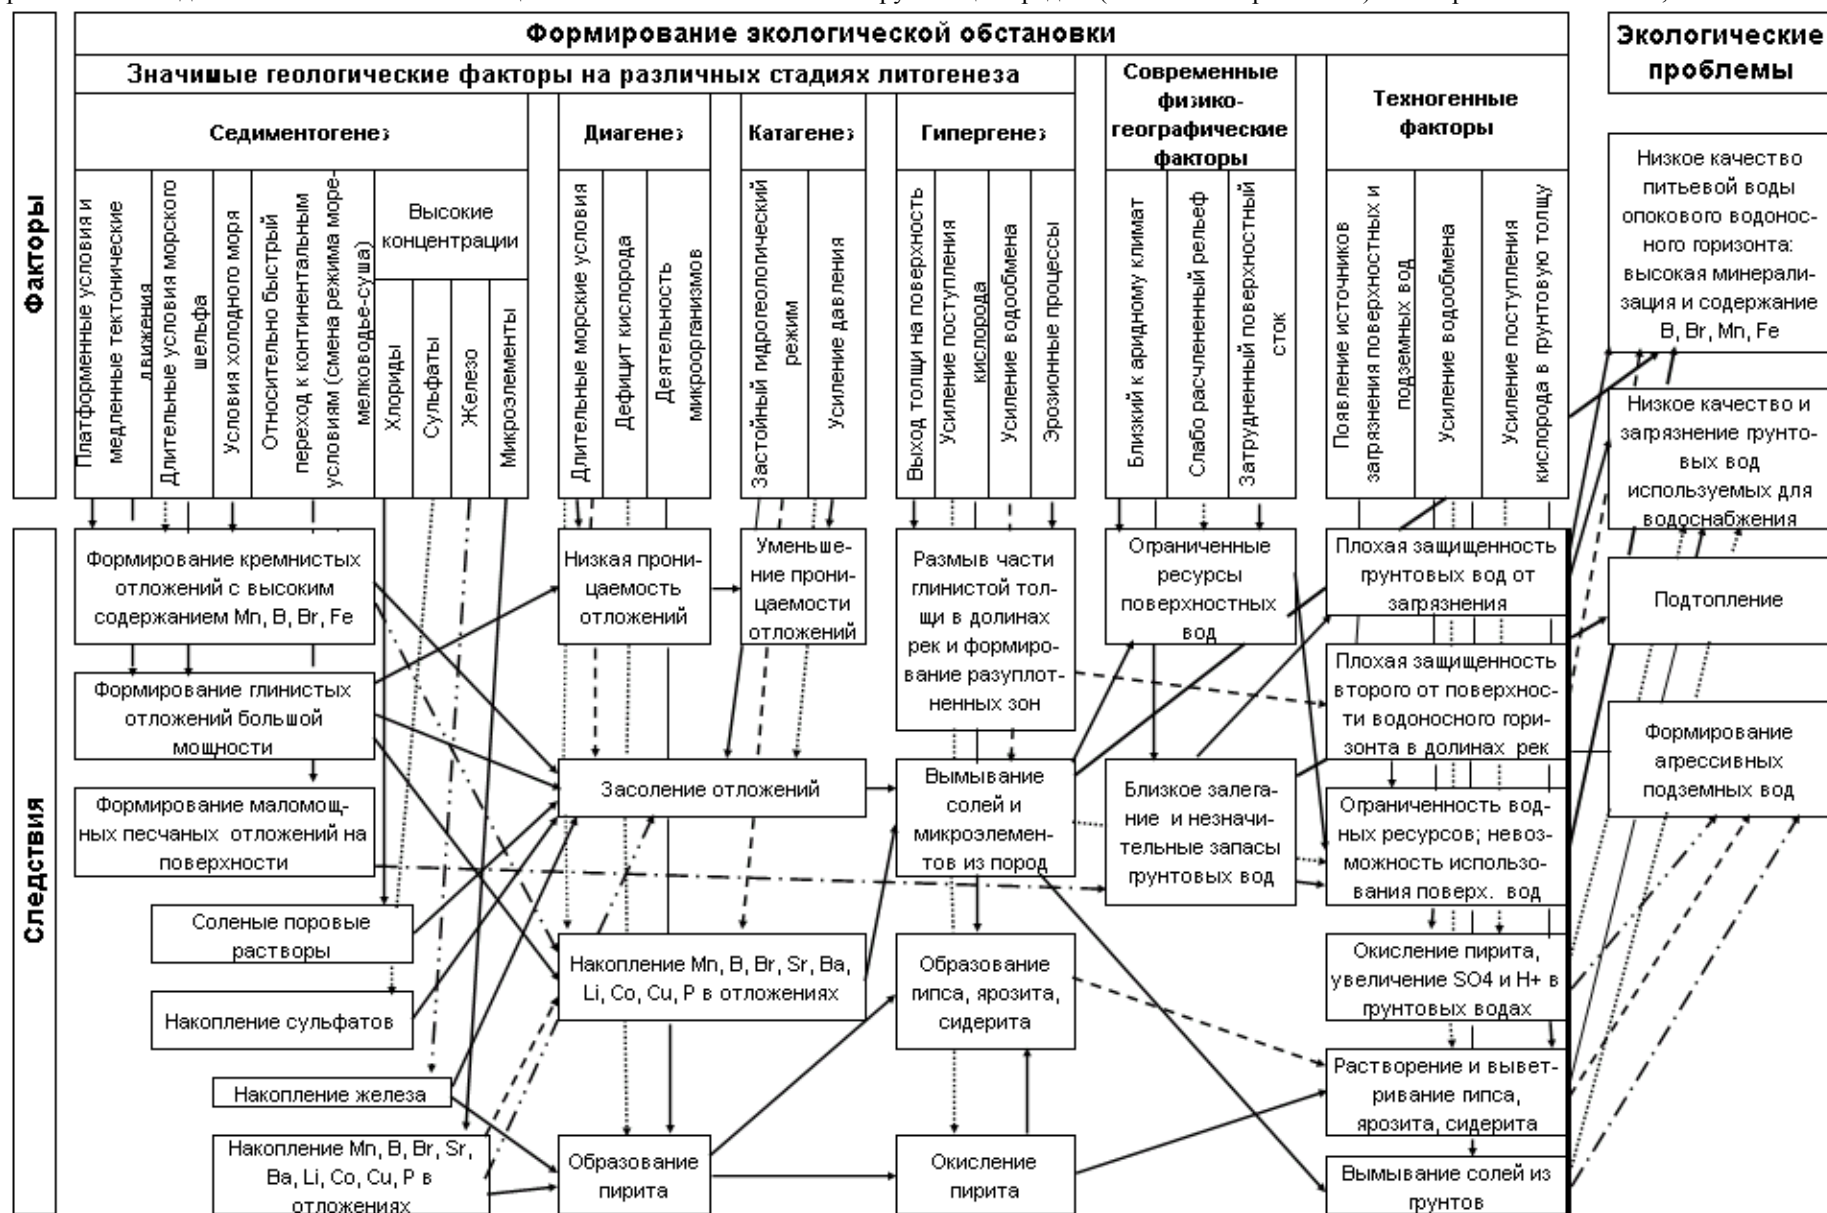 Формирование экологической обстановки
Экологические
проблемы
Значимые геологические факторы на различных стадиях литогенеза
Современные
физико-
географические
факторы
Техногенные
факторы
Седиментогенез
Диагенез
Катагенез
Гипергенез
Факторы
Платформенные условия и
медленные тектонические
движения
Длительные условия морского
шельфа
Условия холодного моря
Относительно быстрый
переход к континентальным
условиям (смена режима море-
мелководье-суша)
Высокие
концентрации
Хлориды
Сульфаты
Железо
Микроэлементы
Длительные морские условия
Дефицит кислорода
Деятельность
микроорганизмов
Застойный гидрогеологический
режим
Усиление давления
Выход толщи на поверхность
Усиление поступления
кислорода
Усиление водообмена
Эрозионные процессы
Близкий к аридному климат
Слабо расчлененный рельеф
Затрудненный поверхностный
сток
Появление источников
загрязнения поверхностных и
подземных вод
Усиление водообмена
Усиление поступления
кислорода в грунтовую толщу
Низкое качество
питьевой воды
опокового водонос-
ного горизонта:
высокая минерали-
зация и содержание
B, Br, Mn, Fe
Низкое качество и
загрязнение грунто-
вых вод
используемых для
водоснабжения
Подтопление
Формирование
агрессивных
подземных вод
Следствия
Формирование кремнистых
отложений с высоким
содержанием Mn, B, Br, Fe
Формирование глинистых
отложений большой
мощности
Формирование маломощ-
ных песчаных отложений на
поверхности
Соленые поровые
растворы
Накопление сульфатов
Накопление железа
Накопление Mn, B, Br, Sr,
Ba, Li, Co, Cu, P в
отложениях
Низкая прони-
цаемость
отложений
Уменьше-
ние прони-
цаемости
отложений
Засоление отложений
Накопление Mn, B, Br, Sr, Ba,
Li, Co, Cu, P в отложениях
Образование
пирита
Размыв части
глинистой тол-
щи в долинах
рек и формиро-
вание разуплот-
ненных зон
Вымывание
солей и
микроэлемен-
тов из пород
Образование
гипса, ярозита,
сидерита
Окисление
пирита
Ограниченные
ресурсы
поверхностных
вод
Близкое залега-
ние и незначи-
тельные запасы
грунтовых вод
Плохая защищенность
грунтовых вод от
загрязнения
Плохая защищенность
второго от поверхнос-
ти водоносного гори-
зонта в долинах рек
Ограниченность вод-
ных ресурсов; невоз-
можность использо-
вания поверх. вод
Окисление пирита,
увеличение SO4 и H+ в
грунтовых водах
Растворение и вывет-
ривание гипса,
ярозита, сидерита
Вымывание солей из
грунтов